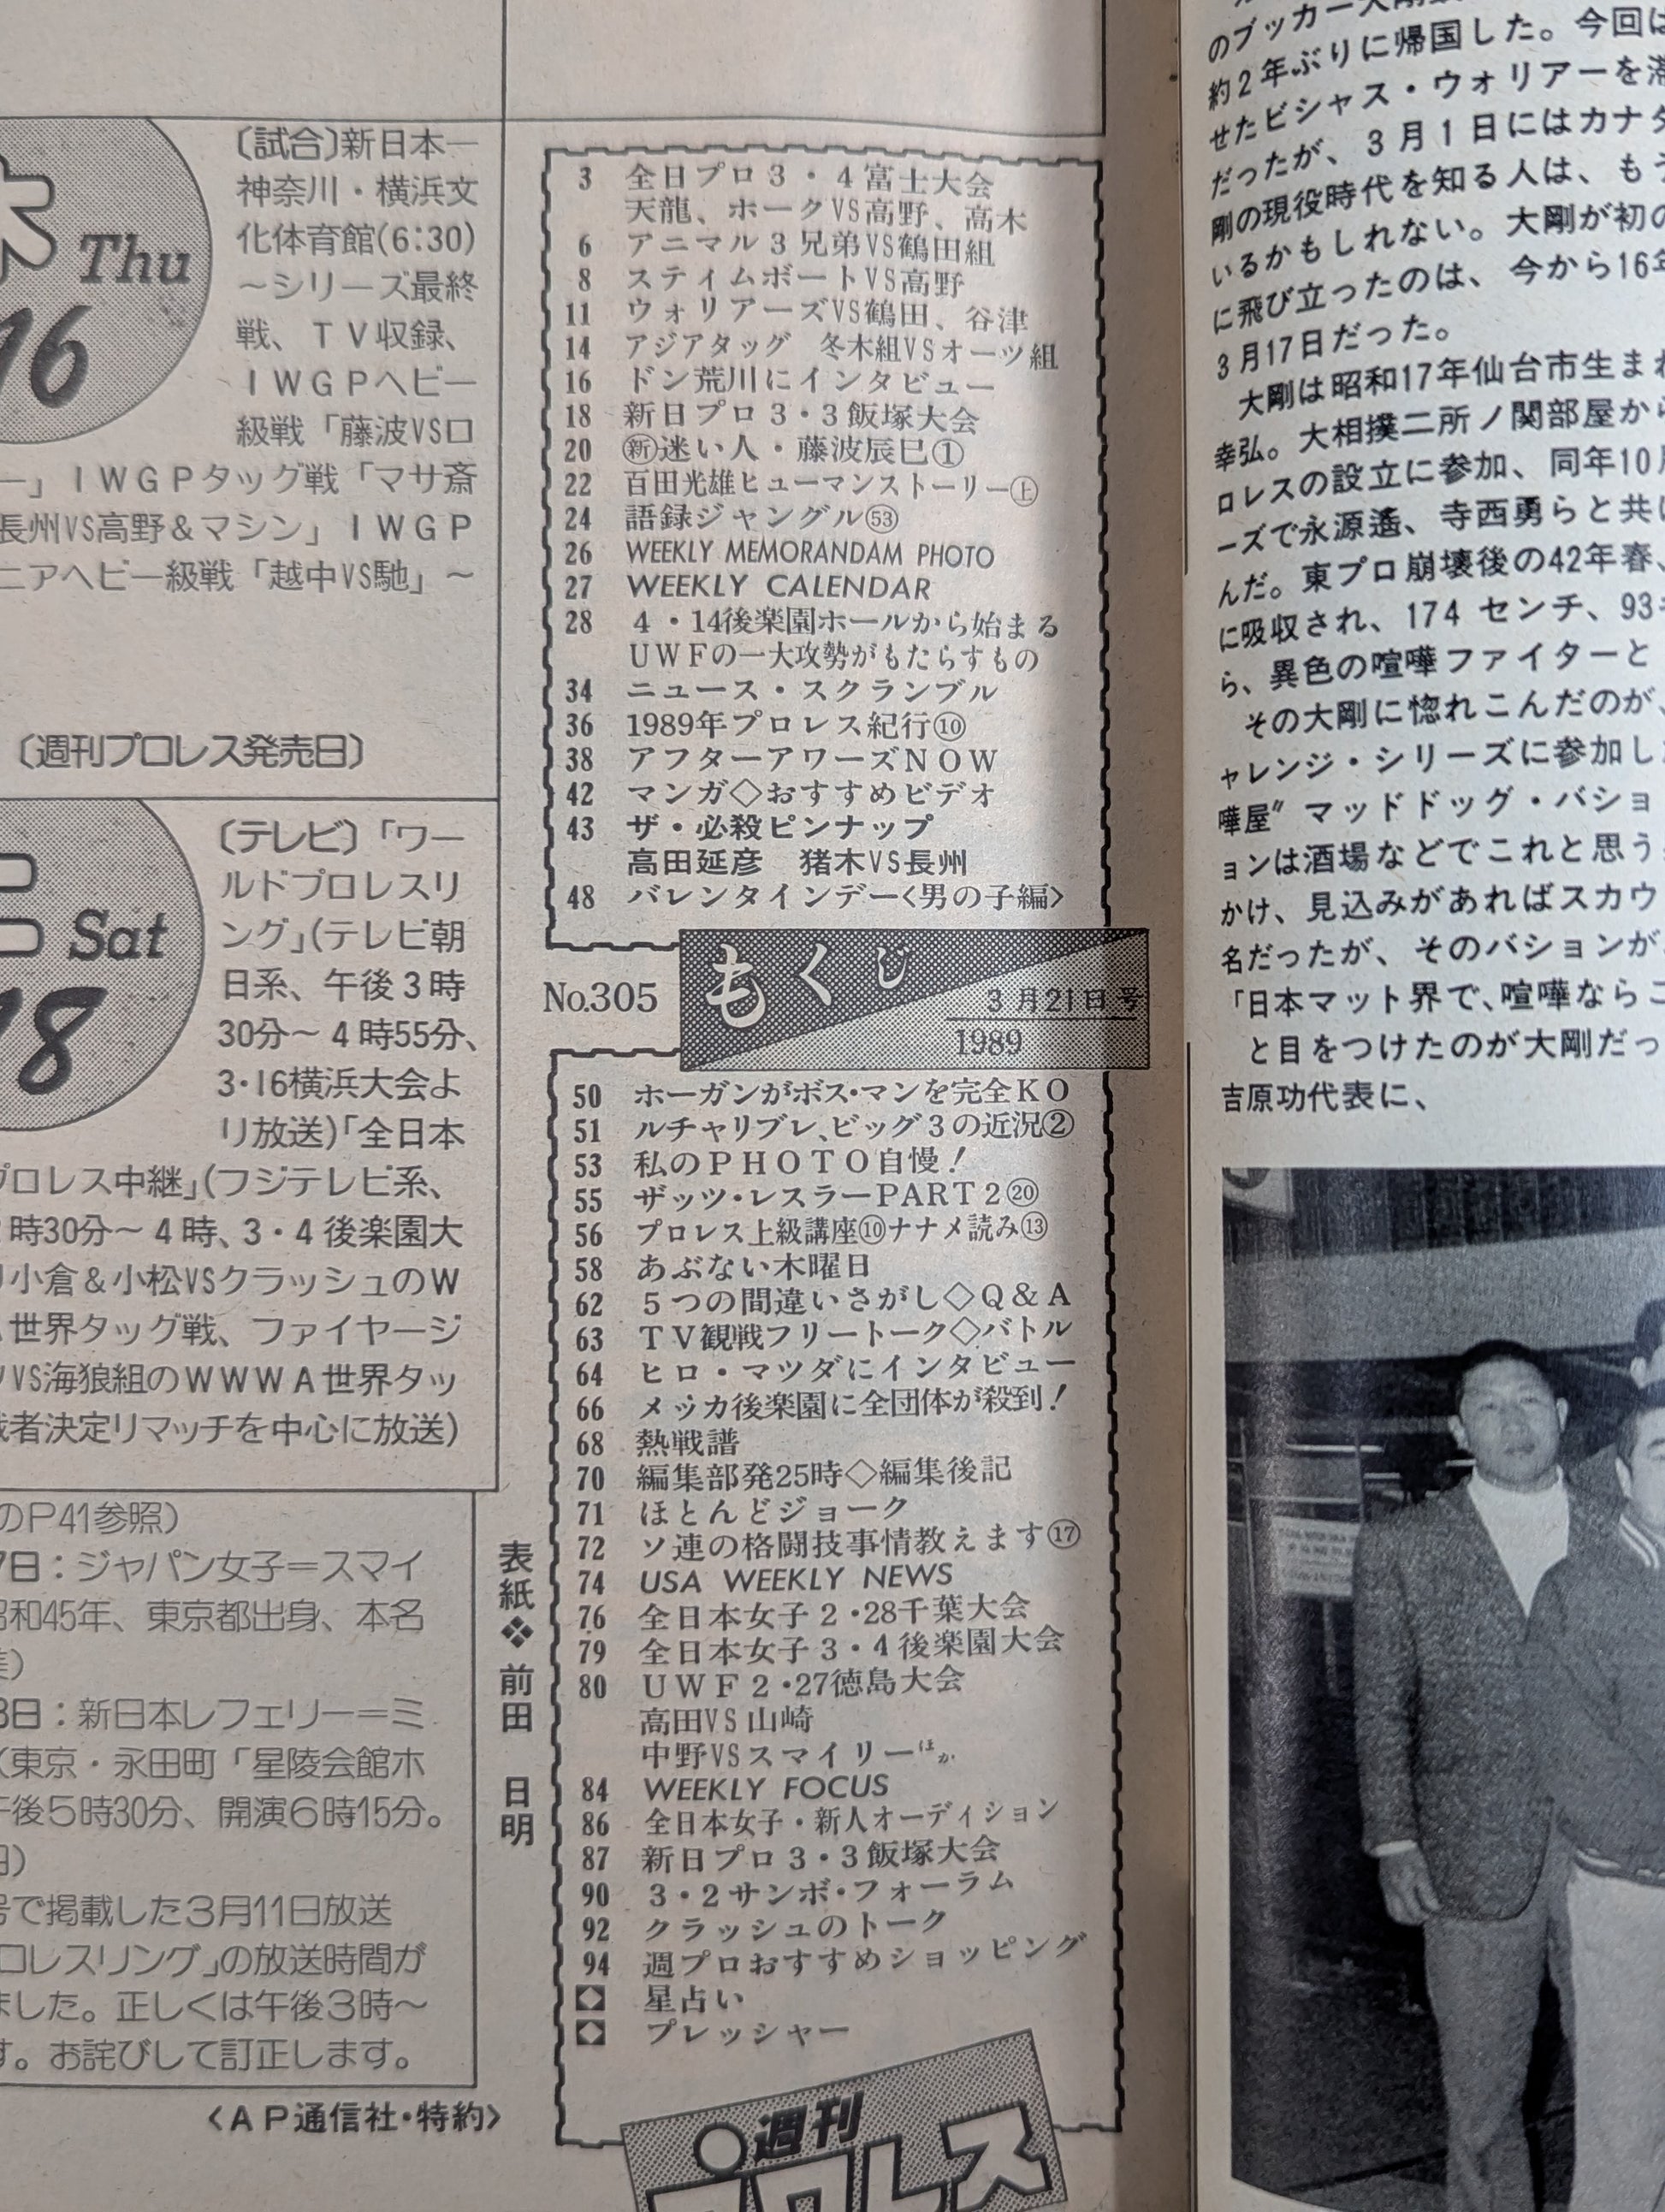 木 Thu
16
〔試合〕新日本―
神奈川・横浜文
化体育館(6:30)
～シリーズ最終
戦、ＴＶ収録、
ＩＷＧＰヘビー
級戦「藤波VSロ
ー」ＩＷＧＰタッグ戦「マサ斎
長州VS高野＆マシン」ＩＷＧＰ
ニアヘビー級戦「越中VS馳」～
〔週刊プロレス発売日〕
Sat
18
〔テレビ〕「ワー
ルドプロレスリ
ング」(テレビ朝
日系、午後３時
30分～４時55分、
3・16横浜大会よ
り放送)「全日本
プロレス中継」(フジテレビ系、
時30分～４時、３・４後楽園大
小倉＆小松VSクラッシュのＷ
世界タッグ戦、ファイヤージ
VS海狼組のＷＷＷＡ世界タッ
者決定リマッチを中心に放送)
のP41参照)
日：ジャパン女子＝スマイ
昭和45年、東京都出身、本名
日：新日本レフェリー＝ミ
(東京・永田町「星陵会館ホ
午後５時30分、開演６時15分。
号で掲載した３月11日放送
ロレスリング」の放送時間が
ました。正しくは午後３時～
す。お詫びして訂正します。
〈ＡＰ通信社・特約〉
3 全日プロ３・４富士大会
天龍、ホークVS高野、高木
6 アニマル３兄弟VS鶴田組
8 スティムボートVS高野
11 ウォリアーズVS鶴田、谷津
14 アジアタッグ 冬木組VSオーツ組
16 ドン荒川にインタビュー
18 新日プロ３・３飯塚大会
20 ㊟迷い人・藤波辰巳①
22 百田光雄ヒューマンストーリー㊤
24 語録ジャングル㊼
26 WEEKLY MEMORANDAM PHOTO
27 WEEKLY CALENDAR
28 ４・14後楽園ホールから始まる
ＵＷＦの一大攻勢がもたらすもの
34 ニュース・スクランブル
36 1989年プロレス紀行⑩
38 アフターアワーズＮＯＷ
42 マンガ◇おすすめビデオ
43 ザ・必殺ピンナップ
高田延彦 猪木VS長州
48 バレンタインデー〈男の子編〉
No.305
もくじ
３月21日号
1989
50 ホーガンがボス・マンを完全ＫＯ
51 ルチャリブレ、ビッグ３の近況②
53 私のＰＨＯＴＯ自慢！
55 ザッツ・レスラーPART２⑳
56 プロレス上級講座⑩ナナメ読み⑬
58 あぶない木曜日
62 ５つの間違いさがし◇Ｑ＆Ａ
63 ＴＶ観戦フリートーク◇バトル
64 ヒロ・マツダにインタビュー
66 メッカ後楽園に全団体が殺到！
68 熱戦譜
70 編集部発25時◇編集後記
71 ほとんどジョーク
72 ソ連の格闘技事情教えます⑰
74 USA WEEKLY NEWS
76 全日本女子２・28千葉大会
79 全日本女子３・４後楽園大会
80 ＵＷＦ２・27徳島大会
高田VS山崎
中野VSスマイリーほか
84 WEEKLY FOCUS
86 全日本女子・新人オーディション
87 新日プロ３・３飯塚大会
90 ３・２サンボ・フォーラム
92 クラッシュのトーク
94 週プロおすすめショッピング
◆ 星占い
◆ プレッシャー
表紙❖前田 日明
週刊
プロレス
のブッカー大剛
約２年ぶりに帰国した。今回は
せたビシャス・ウォリアーを
だったが、３月１日にはカナダ
剛の現役時代を知る人は、もう
いるかもしれない。大剛が初の
に飛び立ったのは、今から16年
３月17日だった。
大剛は昭和17年仙台市生まれ
幸弘。大相撲二所ノ関部屋から
ロレスの設立に参加、同年10月
ーズで永源遙、寺西勇らと共に
んだ。東プロ崩壊後の42年春、
に吸収され、174 センチ、93キ
ら、異色の喧嘩ファイターと
その大剛に惚れこんだのが、
ャレンジ・シリーズに参加し
嘩屋〟マッドドッグ・バショ
ョンは酒場などでこれと思う
かけ、見込みがあればスカウ
名だったが、そのバションが
「日本マット界で、喧嘩ならこ
と目をつけたのが大剛だっ
吉原功代表に、